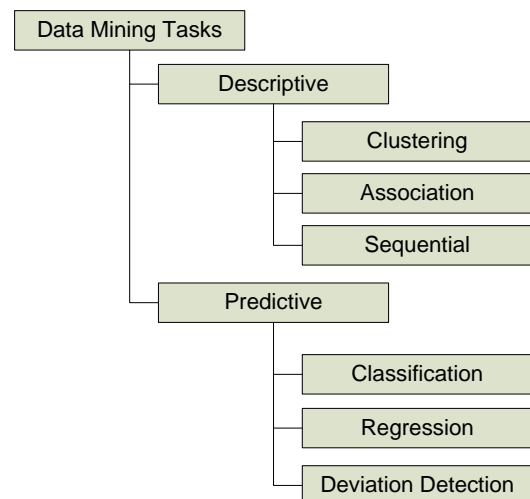 Data Mining Tasks
Descriptive
Clustering
Association
Sequential
Predictive
Classification
Regression
Deviation Detection